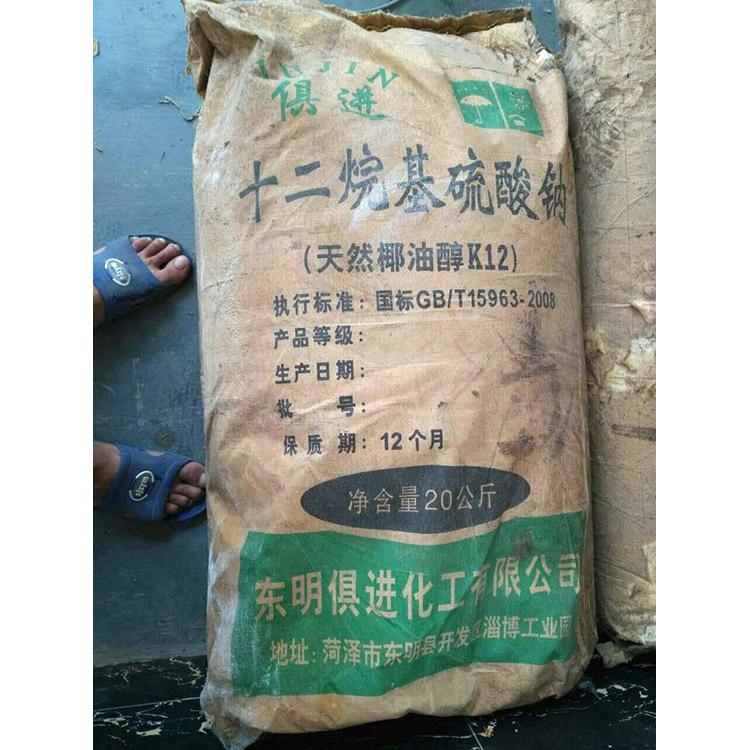 JUJIN
俱进
十二烷基硫酸钠
(天然椰油醇K12)
执行标准：国标GB/T15963-2008
产品等级：
生产日期：
批 号：
保 质 期：12个月
净含量20公斤
东明俱进化工有限公司
地址：菏泽市东明县开发区淄博工业园